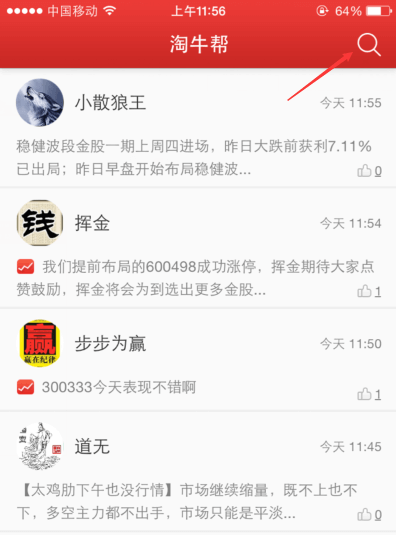 中国移动 上午11:56 64%
淘牛帮
小散狼王 今天 11:55
稳健波段金股一期上周四进场，昨日大跌前获利7.11%
已出局；昨日早盘开始布局稳健波...
0
钱
挥金 今天 11:54
我们提前布局的600498成功涨停，挥金期待大家点
赞鼓励，挥金将会为到选出更多金股...
1
赢
赢在纪律
步步为赢 今天 11:50
300333今天表现不错啊
1
道无 今天 11:45
【太鸡肋下午也没行情】市场继续缩量，既不上也不
下，多空主力都不出手，市场只能是平淡...
0